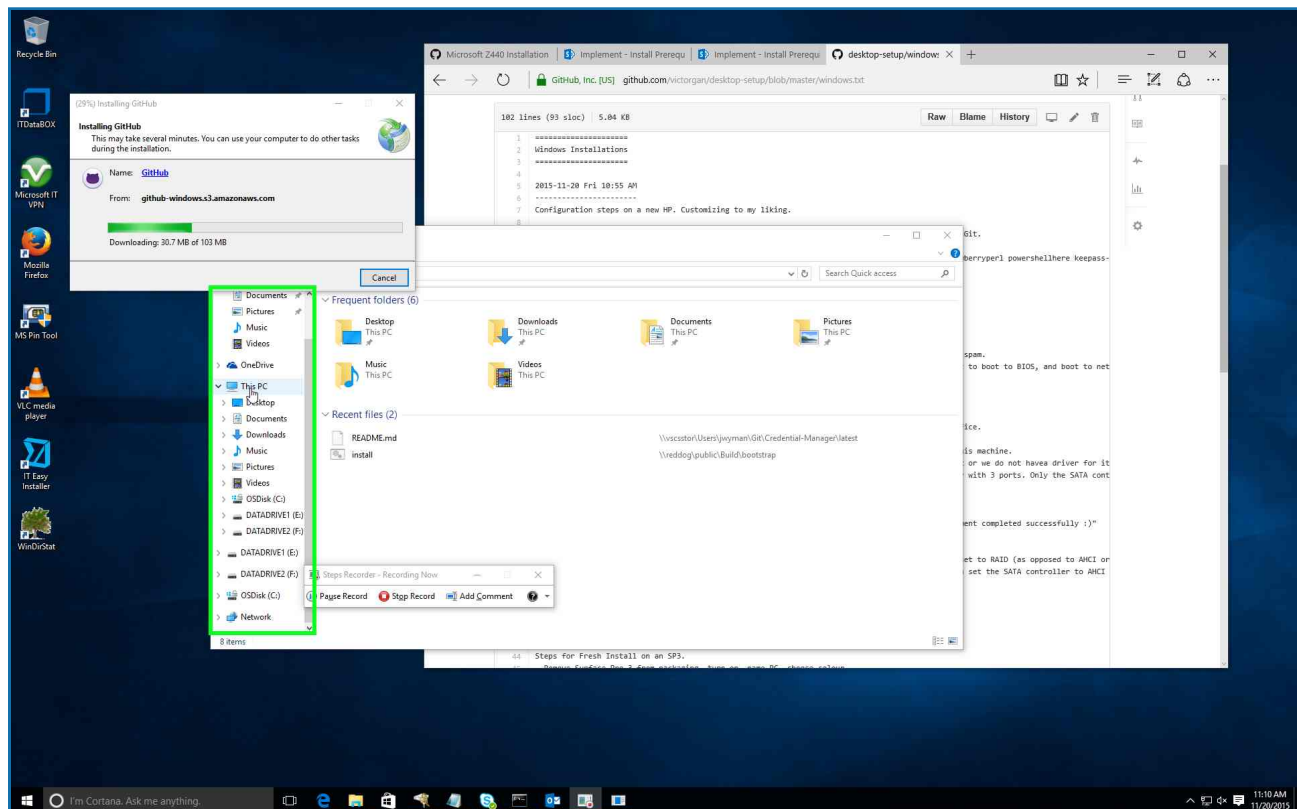 Recycle Bin
ITDataBOX
Microsoft IT
VPN
Mozilla
Firefox
MS Pin Tool
VLC media
player
IT Easy
Installer
WinDirStat
(29%) Installing GitHub
Installing GitHub
This may take several minutes. You can use your computer to do other tasks
during the installation.
Name: GitHub
From: github-windows.s3.amazonaws.com
Downloading: 30.7 MB of 103 MB
Cancel
Microsoft Z440 Installation
Implement - Install Prerequ
Implement - Install Prerequ
desktop-setup/window:
GitHub, Inc. [US] github.com/victorgan/desktop-setup/blob/master/windows.txt
102 lines (93 sloc) 5.04 KB
Raw Blame History
1 =====================
2 Windows Installations
3 =====================
4
5 2015-11-20 Fri 10:55 AM
6 -----------------------
7 Configuration steps on a new HP. Customizing to my liking.
8
Git.
berryperl powershellhere keepass-
spam.
to boot to BIOS, and boot to net
ice.
is machine.
or we do not havea driver for it
with 3 ports. Only the SATA cont
ent completed successfully :)"
et to RAID (as opposed to AHCI or
set the SATA controller to AHCI
44 Steps for Fresh Install on an SP3.
Search Quick access
Documents
Pictures
Music
Videos
OneDrive
This PC
Desktop
Documents
Downloads
Music
Pictures
Videos
OSDisk (C:)
DATADRIVE1 (E:)
DATADRIVE2 (F:)
DATADRIVE1 (E:)
DATADRIVE2 (F:)
OSDisk (C:)
Network
8 items
Frequent folders (6)
Desktop
This PC
Downloads
This PC
Documents
This PC
Pictures
This PC
Music
This PC
Videos
This PC
Recent files (2)
README.md \\vscsstor\Users\jwyman\Git\Credential-Manager\latest
install \\reddog\public\Build\bootstrap
Steps Recorder - Recording Now
Pause Record Stop Record Add Comment
I'm Cortana. Ask me anything.
11:10 AM
11/20/2015